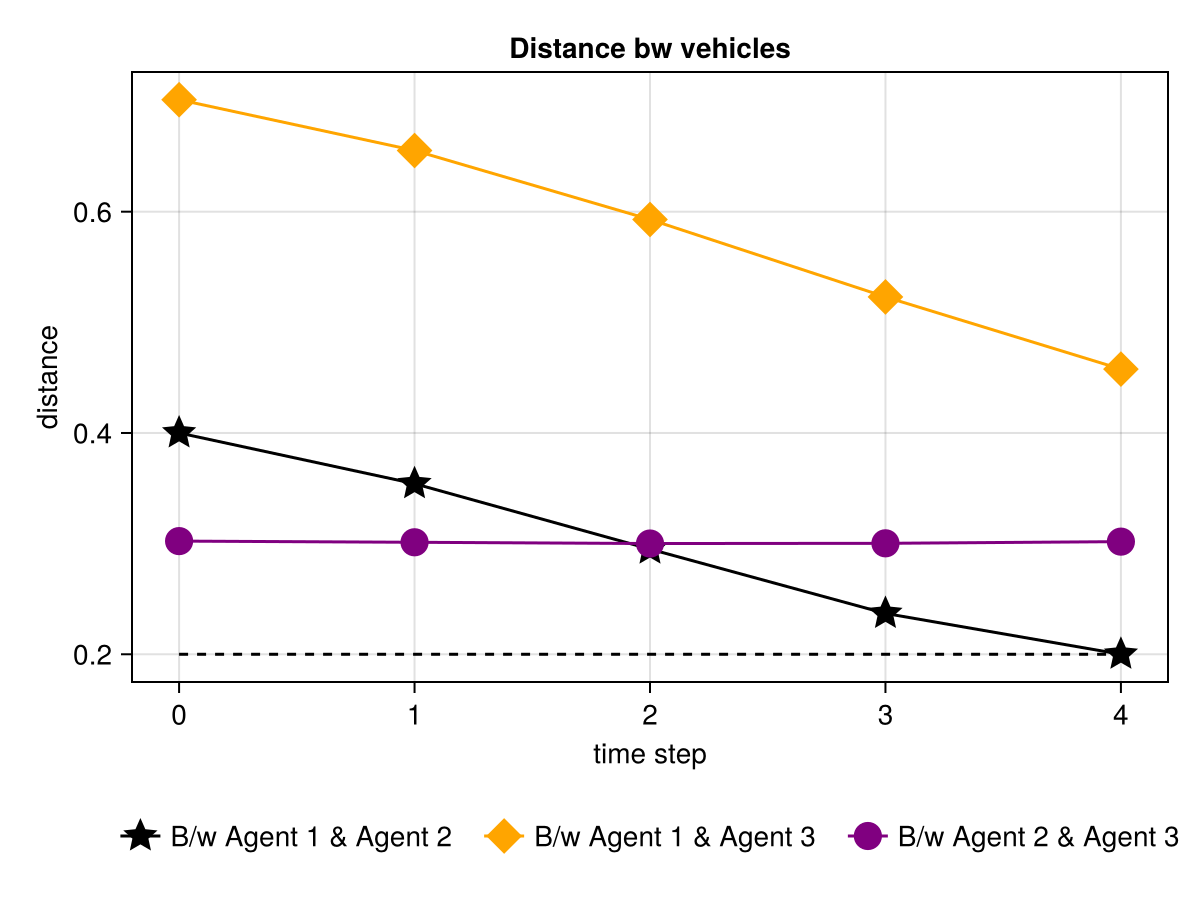 Distance bw vehicles
distance
0.6
0.4
0.2
0 1 2 3 4
time step
B/w Agent 1 & Agent 2 B/w Agent 1 & Agent 3 B/w Agent 2 & Agent 3